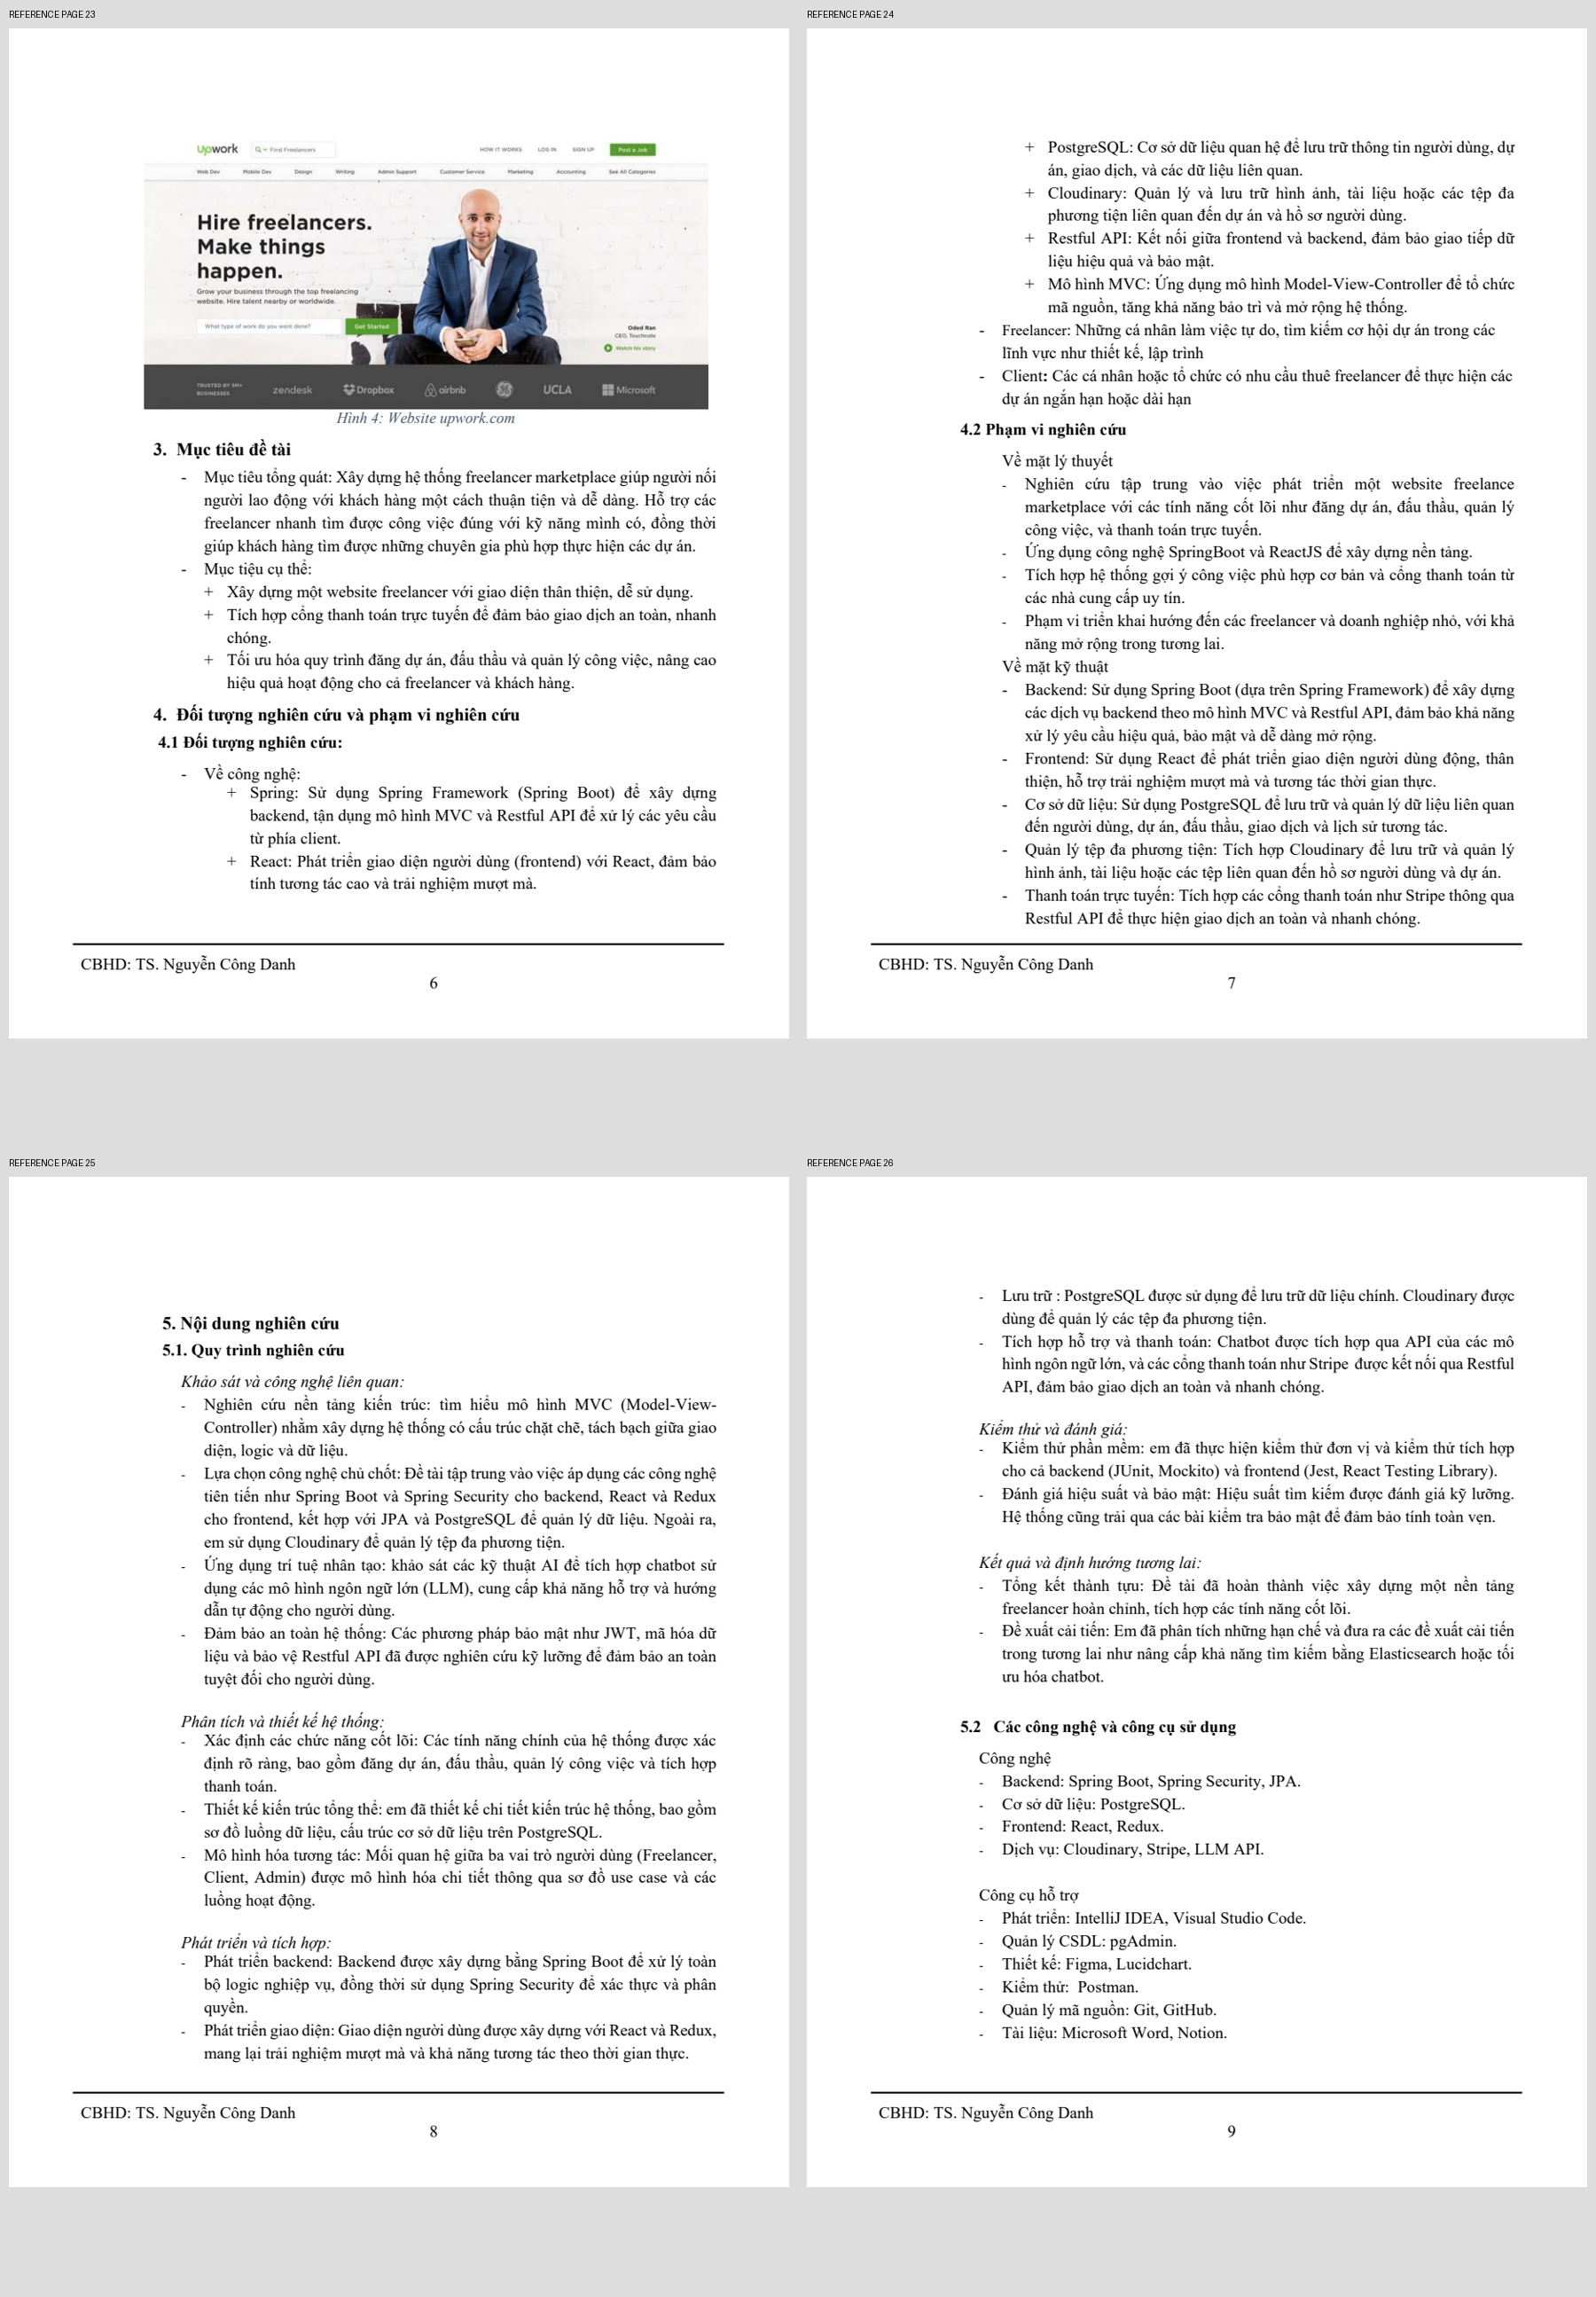 REFERENCE PAGE 23
Upwork
Find Freelancers
HOW IT WORKS
LOG IN
SIGN UP
Post a Job
Web Dev
Mobile Dev
Design
Writing
Admin Support
Customer Service
Marketing
Accounting
See All Categories
Hire freelancers.
Make things
happen.
Grow your business through the top freelancing
website. Hire talent nearby or worldwide.
What type of work do you want done?
Get Started
Oded Ran
CEO, Touchnote
Watch his story
TRUSTED BY 5M+
BUSINESSES
zendesk
Dropbox
airbnb
UCLA
Microsoft
Hình 4: Website upwork.com
3. Mục tiêu đề tài
- Mục tiêu tổng quát: Xây dựng hệ thống freelancer marketplace giúp người nối
người lao động với khách hàng một cách thuận tiện và dễ dàng. Hỗ trợ các
freelancer nhanh tìm được công việc đúng với kỹ năng mình có, đồng thời
giúp khách hàng tìm được những chuyên gia phù hợp thực hiện các dự án.
- Mục tiệu cụ thể:
+ Xây dựng một website freelancer với giao diện thân thiện, dễ sử dụng.
+ Tích hợp cổng thanh toán trực tuyến để đảm bảo giao dịch an toàn, nhanh
chóng.
+ Tối ưu hóa quy trình đăng dự án, đấu thầu và quản lý công việc, nâng cao
hiệu quả hoạt động cho cả freelancer và khách hàng.
4. Đối tượng nghiên cứu và phạm vi nghiên cứu
4.1 Đối tượng nghiên cứu:
- Về công nghệ:
+ Spring: Sử dụng Spring Framework (Spring Boot) để xây dựng
backend, tận dụng mô hình MVC và Restful API để xử lý các yêu cầu
từ phía client.
+ React: Phát triển giao diện người dùng (frontend) với React, đảm bảo
tính tương tác cao và trải nghiệm mượt mà.
CBHD: TS. Nguyễn Công Danh
6
REFERENCE PAGE 24
+ PostgreSQL: Cơ sở dữ liệu quan hệ để lưu trữ thông tin người dùng, dự
án, giao dịch, và các dữ liệu liên quan.
+ Cloudinary: Quản lý và lưu trữ hình ảnh, tài liệu hoặc các tệp đa
phương tiện liên quan đến dự án và hồ sơ người dùng.
+ Restful API: Kết nối giữa frontend và backend, đảm bảo giao tiếp dữ
liệu hiệu quả và bảo mật.
+ Mô hình MVC: Ứng dụng mô hình Model-View-Controller để tổ chức
mã nguồn, tăng khả năng bảo trì và mở rộng hệ thống.
- Freelancer: Những cá nhân làm việc tự do, tìm kiếm cơ hội dự án trong các
lĩnh vực như thiết kế, lập trình
- Client: Các cá nhân hoặc tổ chức có nhu cầu thuê freelancer để thực hiện các
dự án ngắn hạn hoặc dài hạn
4.2 Phạm vi nghiên cứu
Về mặt lý thuyết
- Nghiên cứu tập trung vào việc phát triển một website freelance
marketplace với các tính năng cốt lõi như đăng dự án, đấu thầu, quản lý
công việc, và thanh toán trực tuyến.
- Ứng dụng công nghệ SpringBoot và ReactJS để xây dựng nền tảng.
- Tích hợp hệ thống gợi ý công việc phù hợp cơ bản và cổng thanh toán từ
các nhà cung cấp uy tín.
- Phạm vi triển khai hướng đến các freelancer và doanh nghiệp nhỏ, với khả
năng mở rộng trong tương lai.
Về mặt kỹ thuật
- Backend: Sử dụng Spring Boot (dựa trên Spring Framework) để xây dựng
các dịch vụ backend theo mô hình MVC và Restful API, đảm bảo khả năng
xử lý yêu cầu hiệu quả, bảo mật và dễ dàng mở rộng.
- Frontend: Sử dụng React để phát triển giao diện người dùng động, thân
thiện, hỗ trợ trải nghiệm mượt mà và tương tác thời gian thực.
- Cơ sở dữ liệu: Sử dụng PostgreSQL để lưu trữ và quản lý dữ liệu liên quan
đến người dùng, dự án, đấu thầu, giao dịch và lịch sử tương tác.
- Quản lý tệp đa phương tiện: Tích hợp Cloudinary để lưu trữ và quản lý
hình ảnh, tài liệu hoặc các tệp liên quan đến hồ sơ người dùng và dự án.
- Thanh toán trực tuyến: Tích hợp các cổng thanh toán như Stripe thông qua
Restful API để thực hiện giao dịch an toàn và nhanh chóng.
CBHD: TS. Nguyễn Công Danh
7
REFERENCE PAGE 25
5. Nội dung nghiên cứu
5.1. Quy trình nghiên cứu
Khảo sát và công nghệ liên quan:
- Nghiên cứu nền tảng kiến trúc: tìm hiểu mô hình MVC (Model-View-
Controller) nhằm xây dựng hệ thống có cấu trúc chặt chẽ, tách bạch giữa giao
diện, logic và dữ liệu.
- Lựa chọn công nghệ chủ chốt: Đề tài tập trung vào việc áp dụng các công nghệ
tiên tiến như Spring Boot và Spring Security cho backend, React và Redux
cho frontend, kết hợp với JPA và PostgreSQL để quản lý dữ liệu. Ngoài ra,
em sử dụng Cloudinary để quản lý tệp đa phương tiện.
- Ứng dụng trí tuệ nhân tạo: khảo sát các kỹ thuật AI để tích hợp chatbot sử
dụng các mô hình ngôn ngữ lớn (LLM), cung cấp khả năng hỗ trợ và hướng
dẫn tự động cho người dùng.
- Đảm bảo an toàn hệ thống: Các phương pháp bảo mật như JWT, mã hóa dữ
liệu và bảo vệ Restful API đã được nghiên cứu kỹ lưỡng để đảm bảo an toàn
tuyệt đối cho người dùng.
Phân tích và thiết kế hệ thống:
- Xác định các chức năng cốt lõi: Các tính năng chính của hệ thống được xác
định rõ ràng, bao gồm đăng dự án, đấu thầu, quản lý công việc và tích hợp
thanh toán.
- Thiết kế kiến trúc tổng thể: em đã thiết kế chi tiết kiến trúc hệ thống, bao gồm
sơ đồ luồng dữ liệu, cấu trúc cơ sở dữ liệu trên PostgreSQL.
- Mô hình hóa tương tác: Mối quan hệ giữa ba vai trò người dùng (Freelancer,
Client, Admin) được mô hình hóa chi tiết thông qua sơ đồ use case và các
luồng hoạt động.
Phát triển và tích hợp:
- Phát triển backend: Backend được xây dựng bằng Spring Boot để xử lý toàn
bộ logic nghiệp vụ, đồng thời sử dụng Spring Security để xác thực và phân
quyền.
- Phát triển giao diện: Giao diện người dùng được xây dựng với React và Redux,
mang lại trải nghiệm mượt mà và khả năng tương tác theo thời gian thực.
CBHD: TS. Nguyễn Công Danh
8
REFERENCE PAGE 26
- Lưu trữ : PostgreSQL được sử dụng để lưu trữ dữ liệu chính. Cloudinary được
dùng để quản lý các tệp đa phương tiện.
- Tích hợp hỗ trợ và thanh toán: Chatbot được tích hợp qua API của các mô
hình ngôn ngữ lớn, và các cổng thanh toán như Stripe được kết nối qua Restful
API, đảm bảo giao dịch an toàn và nhanh chóng.
Kiểm thử và đánh giá:
- Kiểm thử phần mềm: em đã thực hiện kiểm thử đơn vị và kiểm thử tích hợp
cho cả backend (JUnit, Mockito) và frontend (Jest, React Testing Library).
- Đánh giá hiệu suất và bảo mật: Hiệu suất tìm kiếm được đánh giá kỹ lưỡng.
Hệ thống cũng trải qua các bài kiểm tra bảo mật để đảm bảo tính toàn vẹn.
Kết quả và định hướng tương lai:
- Tổng kết thành tựu: Đề tài đã hoàn thành việc xây dựng một nền tảng
freelancer hoàn chỉnh, tích hợp các tính năng cốt lõi.
- Đề xuất cải tiến: Em đã phân tích những hạn chế và đưa ra các đề xuất cải tiến
trong tương lai như nâng cấp khả năng tìm kiếm bằng Elasticsearch hoặc tối
ưu hóa chatbot.
5.2 Các công nghệ và công cụ sử dụng
Công nghệ
- Backend: Spring Boot, Spring Security, JPA.
- Cơ sở dữ liệu: PostgreSQL.
- Frontend: React, Redux.
- Dịch vụ: Cloudinary, Stripe, LLM API.
Công cụ hỗ trợ
- Phát triển: IntelliJ IDEA, Visual Studio Code.
- Quản lý CSDL: pgAdmin.
- Thiết kế: Figma, Lucidchart.
- Kiểm thử: Postman.
- Quản lý mã nguồn: Git, GitHub.
- Tài liệu: Microsoft Word, Notion.
CBHD: TS. Nguyễn Công Danh
9